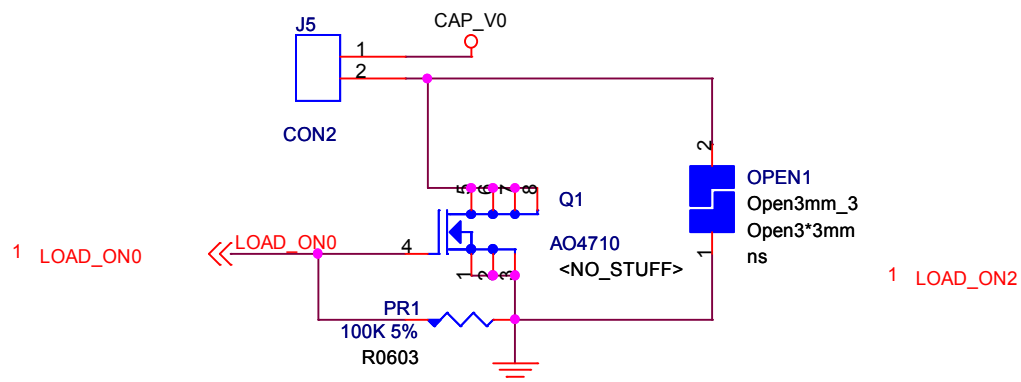 J5
CAP_V0
1
2
CON2
2
5 6 7 8
Q1
OPEN1
Open3mm_3
Open3*3mm
ns
1 LOAD_ON0
LOAD_ON0
4
AO4710
<NO_STUFF>
1 2 3
1
1 LOAD_ON2
PR1
100K 5%
R0603